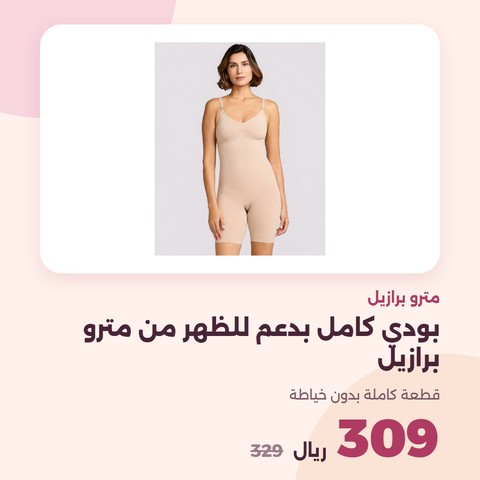 مترو برازيل
بودي كامل بدعم للظهر من مترو
برازيل
قطعة كاملة بدون خياطة
309 ريال 329